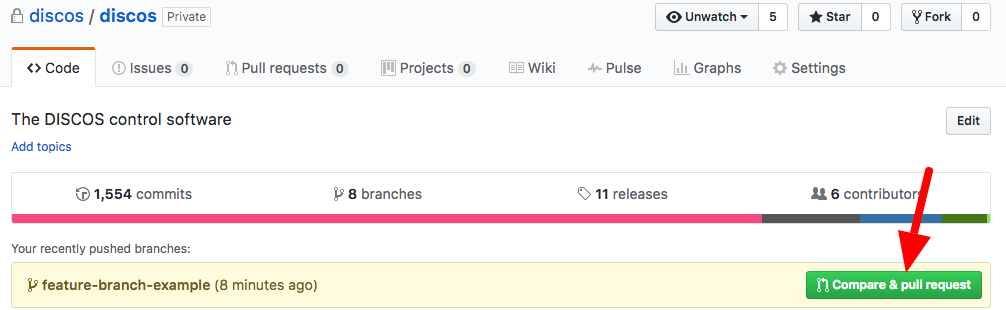 discos / discos Private Unwatch 5 Star 0 Fork 0
Code Issues 0 Pull requests 0 Projects 0 Wiki Pulse Graphs Settings
The DISCOS control software Edit
Add topics
1,554 commits 8 branches 11 releases 6 contributors
Your recently pushed branches:
feature-branch-example (8 minutes ago) Compare & pull request